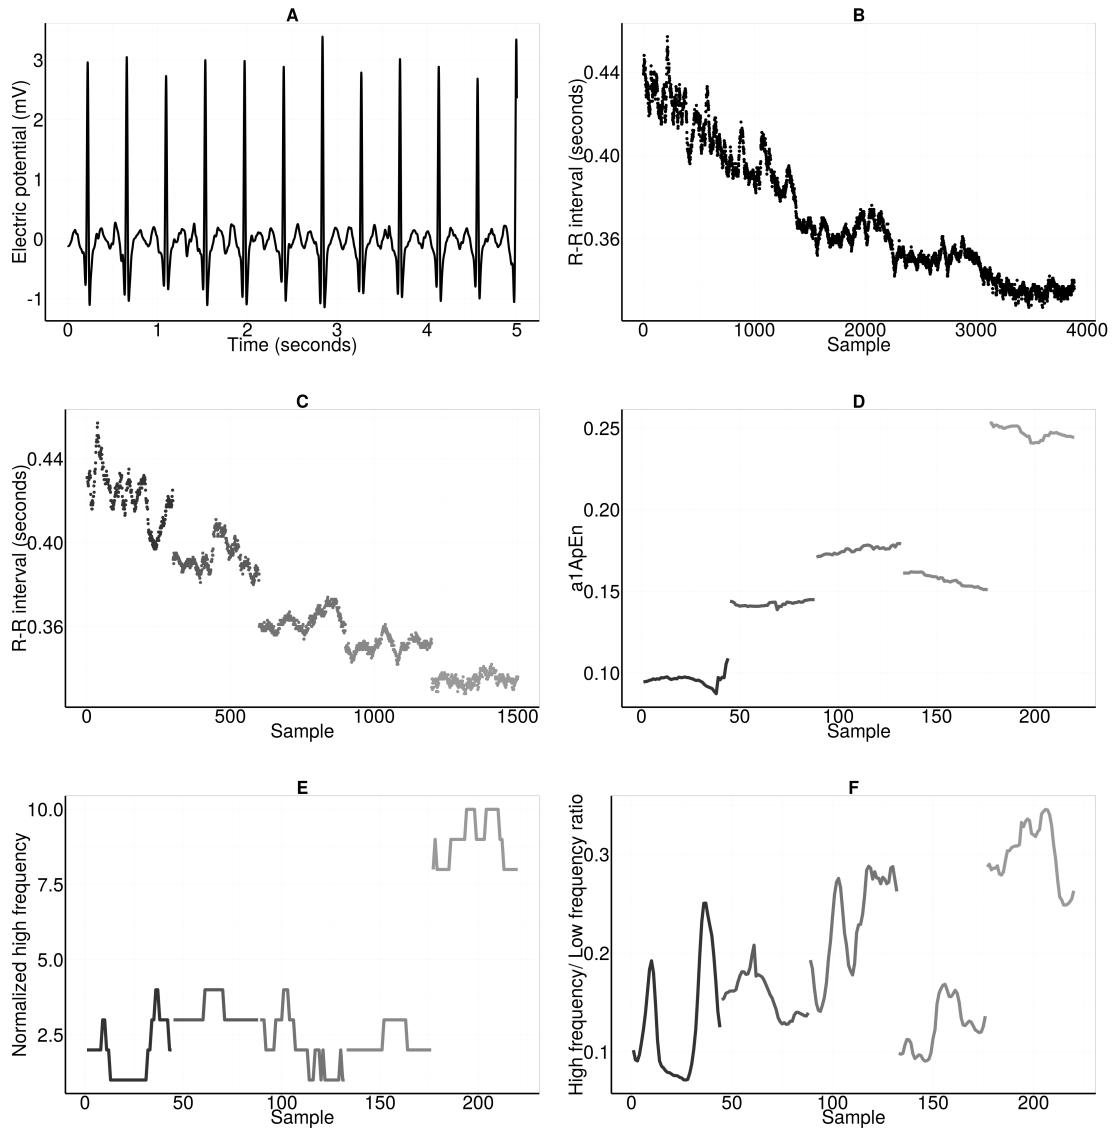 A
Electric potential (mV)
3
2
1
0
-1
0 1 2 3 4 5
Time (seconds)
B
R-R interval (seconds)
0.44
0.40
0.36
0 1000 2000 3000 4000
Sample
C
R-R interval (seconds)
0.44
0.40
0.36
0 500 1000 1500
Sample
D
a1ApEn
0.25
0.20
0.15
0.10
0 50 100 150 200
Sample
E
Normalized high frequency
10.0
7.5
5.0
2.5
0 50 100 150 200
Sample
F
High frequency/ Low frequency ratio
0.3
0.2
0.1
0 50 100 150 200
Sample